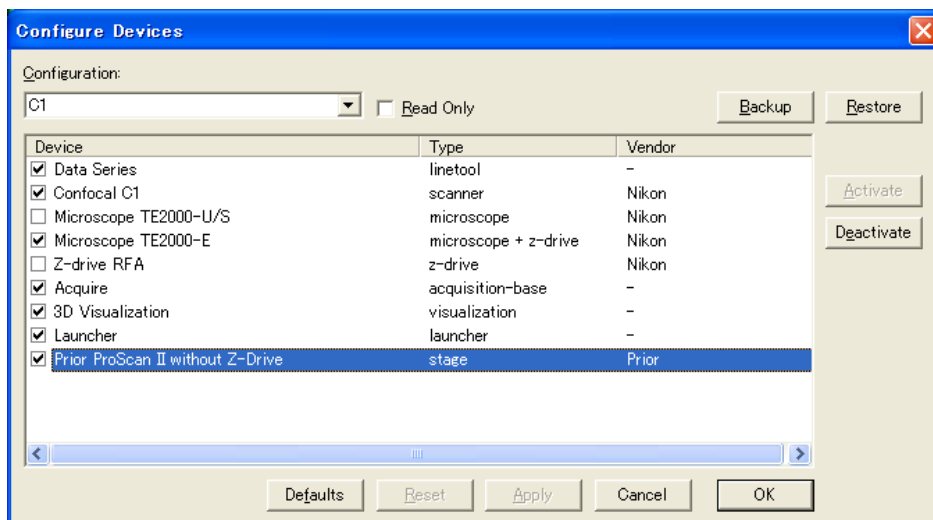 Configure Devices
Configuration:
C1 Read Only Backup Restore
Device Type Vendor
Data Series linetool -
Confocal C1 scanner Nikon
Microscope TE2000-U/S microscope Nikon
Microscope TE2000-E microscope + z-drive Nikon
Z-drive RFA z-drive Nikon
Acquire acquisition-base -
3D Visualization visualization -
Launcher launcher -
Prior ProScan II without Z-Drive stage Prior
Activate
Deactivate
Defaults Reset Apply Cancel OK